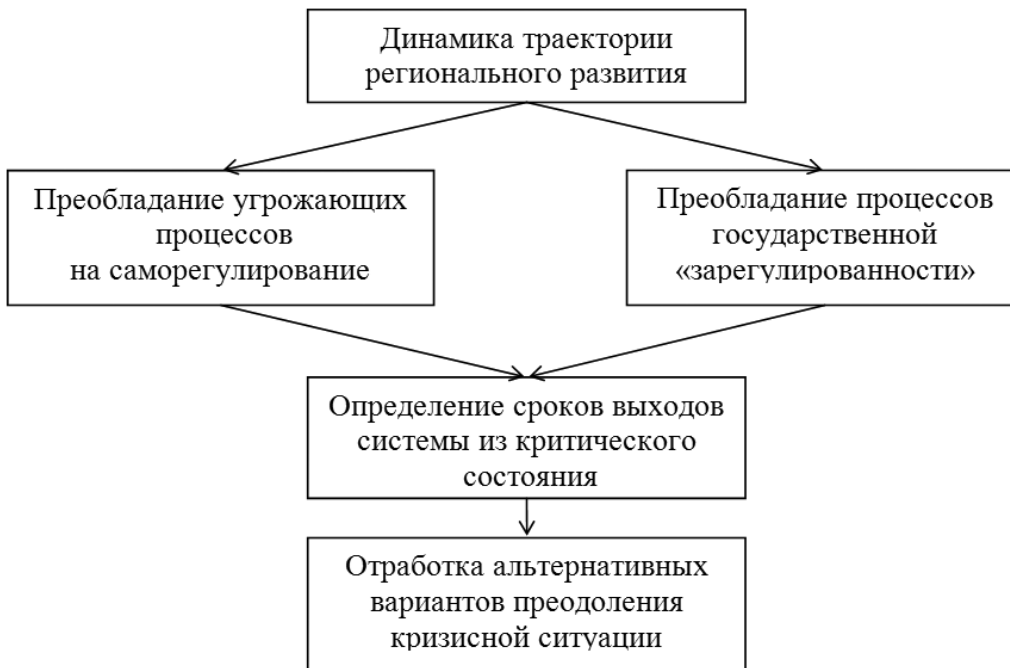 Динамика траектории
регионального развития
Преобладание угрожающих
процессов
на саморегулирование
Преобладание процессов
государственной
«зарегулированности»
Определение сроков выходов
системы из критического
состояния
Отработка альтернативных
вариантов преодоления
кризисной ситуации